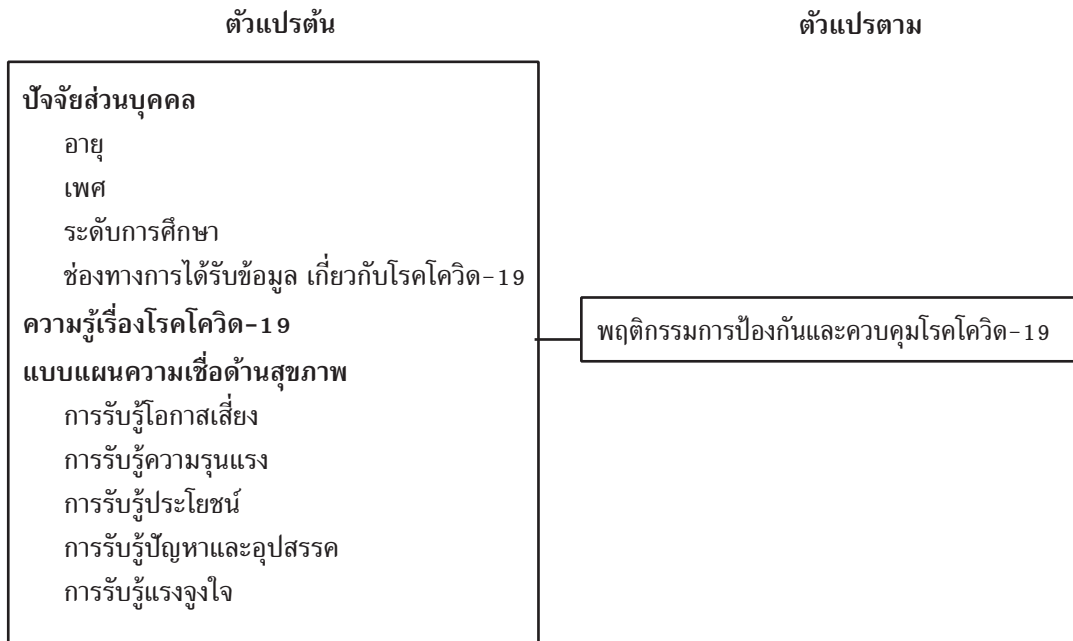 ตัวแปรต้น
ตัวแปรตาม
ปัจจัยส่วนบุคคล
อายุ
เพศ
ระดับการศึกษา
ช่องทางการได้รับข้อมูล เกี่ยวกับโรคโควิด-19
ความรู้เรื่องโรคโควิด-19
แบบแผนความเชื่อด้านสุขภาพ
การรับรู้โอกาสเสี่ยง
การรับรู้ความรุนแรง
การรับรู้ประโยชน์
การรับรู้ปัญหาและอุปสรรค
การรับรู้แรงจูงใจ
พฤติกรรมการป้องกันและควบคุมโรคโควิด-19